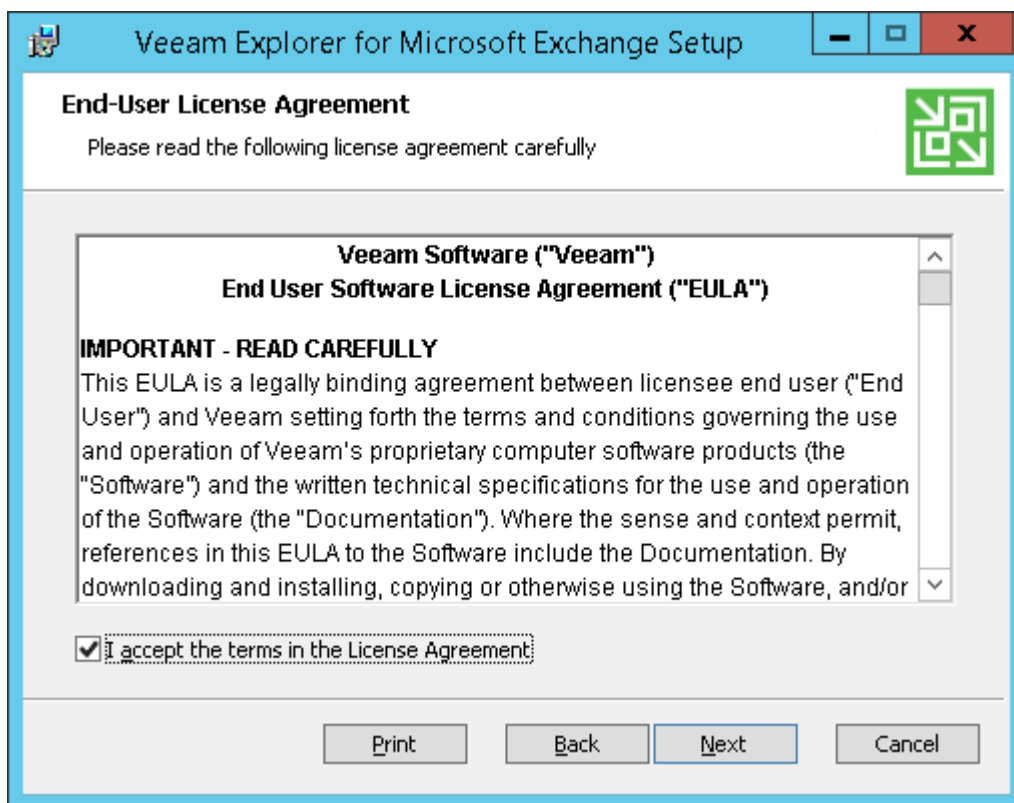 Veeam Explorer for Microsoft Exchange Setup
End-User License Agreement
Please read the following license agreement carefully
Veeam Software ("Veeam")
End User Software License Agreement ("EULA")
IMPORTANT - READ CAREFULLY
This EULA is a legally binding agreement between licensee end user ("End
User") and Veeam setting forth the terms and conditions governing the use
and operation of Veeam's proprietary computer software products (the
"Software") and the written technical specifications for the use and operation
of the Software (the "Documentation"). Where the sense and context permit,
references in this EULA to the Software include the Documentation. By
downloading and installing, copying or otherwise using the Software, and/or
I accept the terms in the License Agreement
Print Back Next Cancel